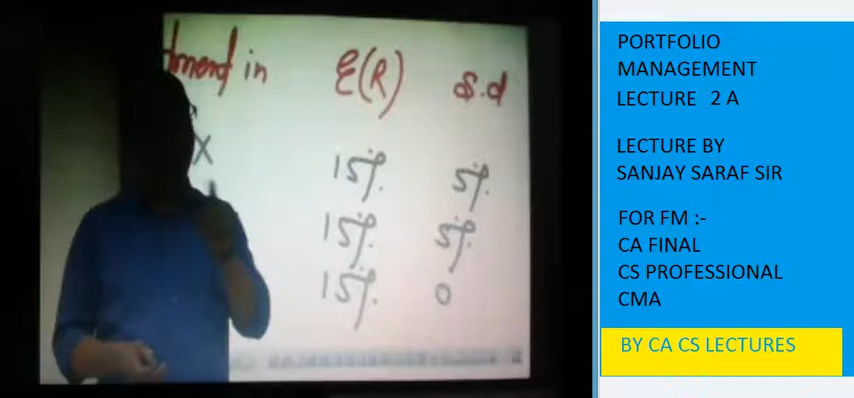 tment in E(R) S.d
X 15% 5%
15% 5%
15% 0
PORTFOLIO
MANAGEMENT
LECTURE 2 A
LECTURE BY
SANJAY SARAF SIR
FOR FM :-
CA FINAL
CS PROFESSIONAL
CMA
BY CA CS LECTURES